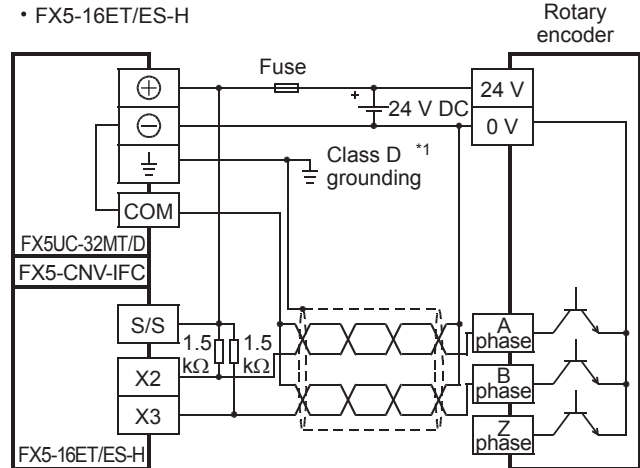 • FX5-16ET/ES-H
Rotary
encoder
Fuse
24 V
+
24 V DC
0 V
Class D *1
grounding
COM
FX5UC-32MT/D
FX5-CNV-IFC
S/S
1.5
kΩ
1.5
kΩ
X2
X3
A
phase
B
phase
Z
phase
FX5-16ET/ES-H